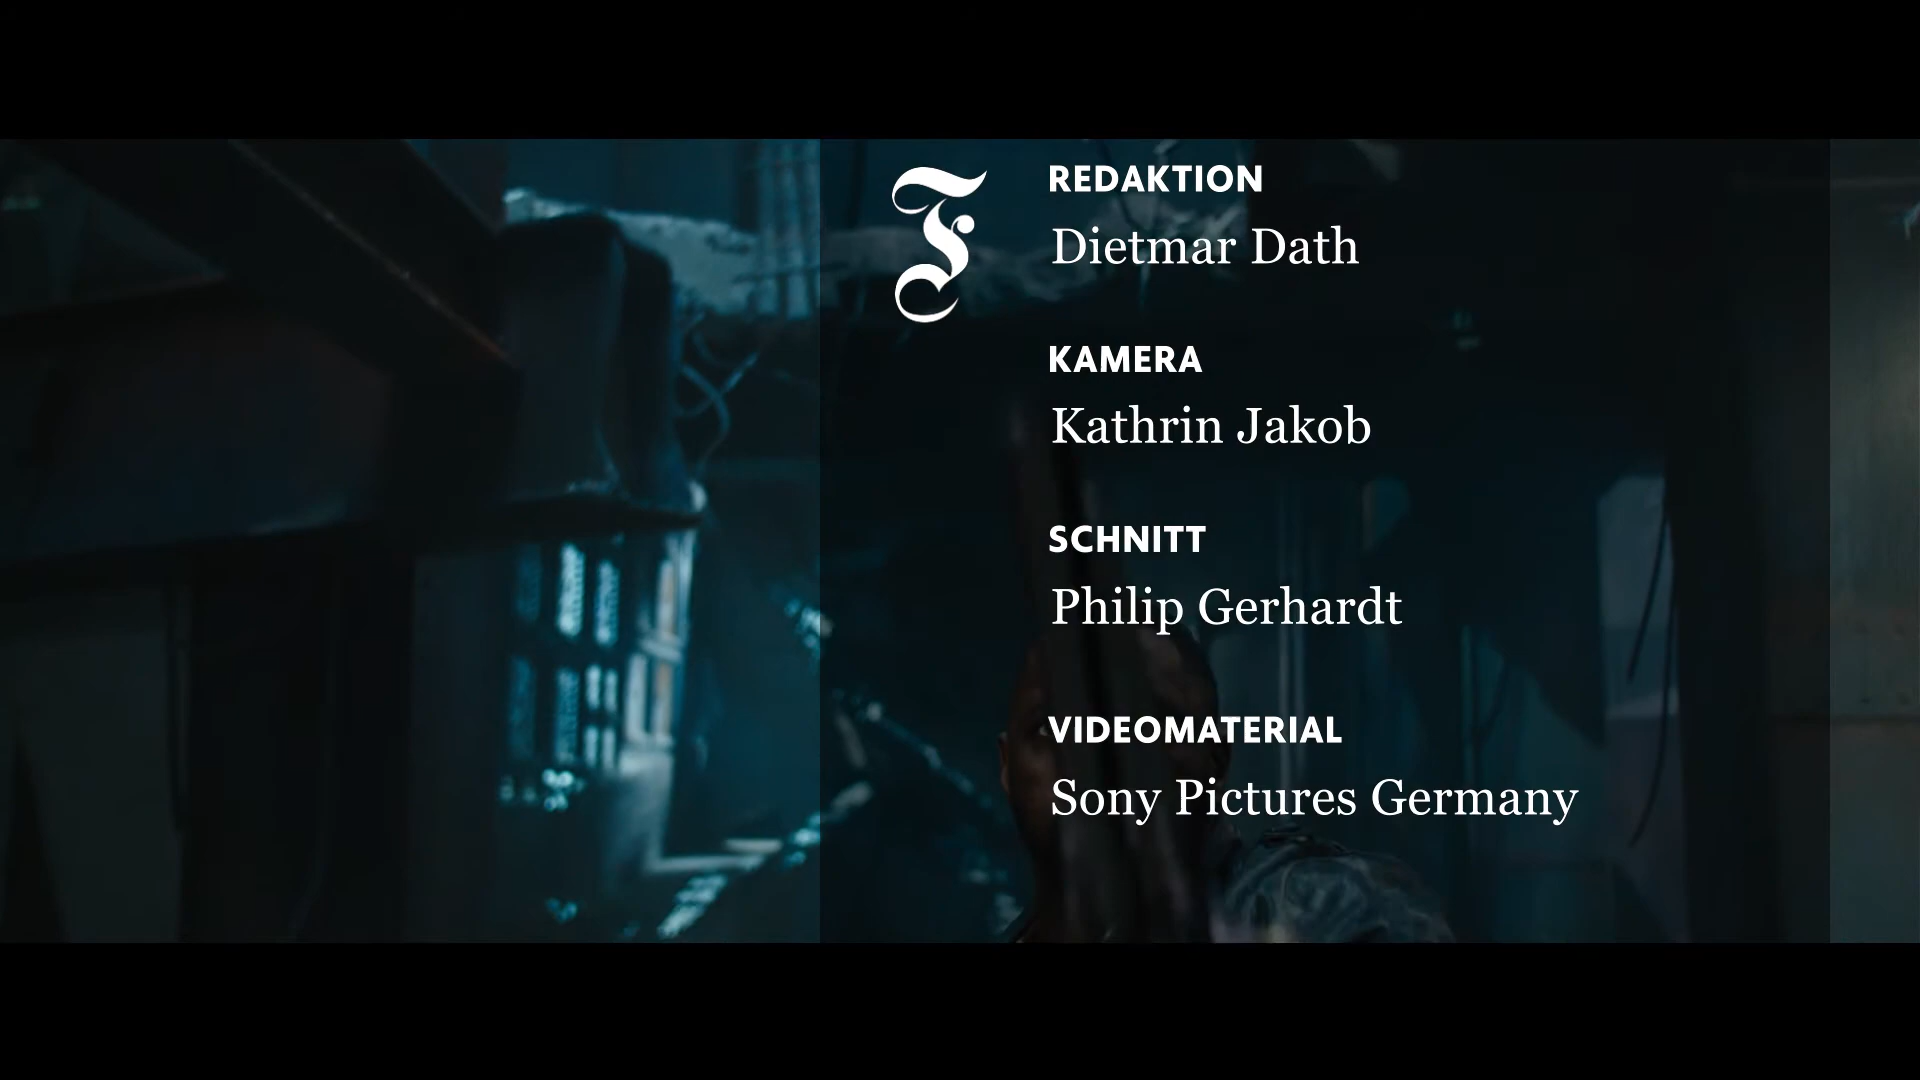 F
REDAKTION
Dietmar Dath
KAMERA
Kathrin Jakob
SCHNITT
Philip Gerhardt
VIDEOMATERIAL
Sony Pictures Germany